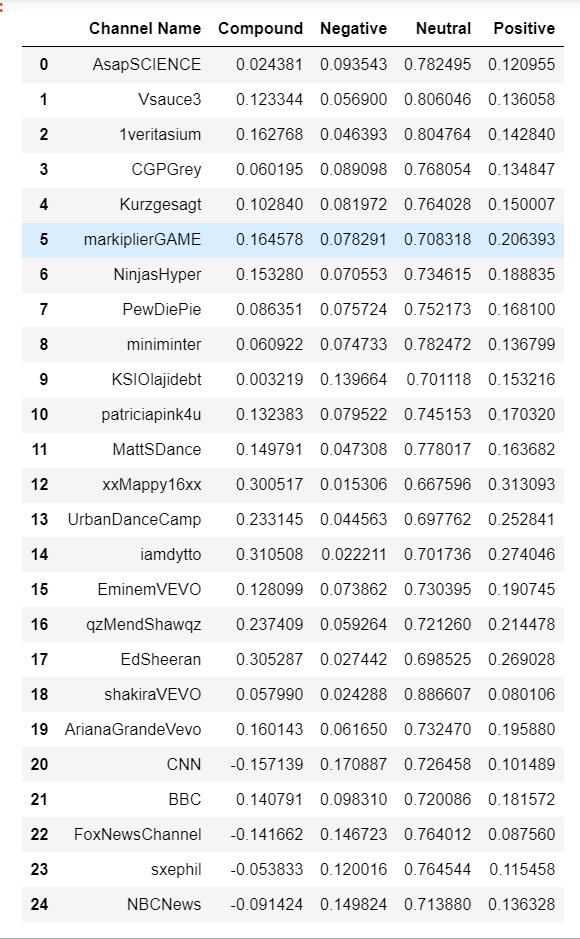 Channel Name Compound Negative Neutral Positive
0 AsapSCIENCE 0.024381 0.093543 0.782495 0.120955
1 Vsauce3 0.123344 0.056900 0.806046 0.136058
2 1veritasium 0.162768 0.046393 0.804764 0.142840
3 CGPGrey 0.060195 0.089098 0.768054 0.134847
4 Kurzgesagt 0.102840 0.081972 0.764028 0.150007
5 markiplierGAME 0.164578 0.078291 0.708318 0.206393
6 NinjasHyper 0.153280 0.070553 0.734615 0.188835
7 PewDiePie 0.086351 0.075724 0.752173 0.168100
8 miniminter 0.060922 0.074733 0.782472 0.136799
9 KSIOlajidebt 0.003219 0.139664 0.701118 0.153216
10 patriciapink4u 0.132383 0.079522 0.745153 0.170320
11 MattSDance 0.149791 0.047308 0.778017 0.163682
12 xxMappy16xx 0.300517 0.015306 0.667596 0.313093
13 UrbanDanceCamp 0.233145 0.044563 0.697762 0.252841
14 iamdytto 0.310508 0.022211 0.701736 0.274046
15 EminemVEVO 0.128099 0.073862 0.730395 0.190745
16 qzMendShawqz 0.237409 0.059264 0.721260 0.214478
17 EdSheeran 0.305287 0.027442 0.698525 0.269028
18 shakiraVEVO 0.057990 0.024288 0.886607 0.080106
19 ArianaGrandeVevo 0.160143 0.061650 0.732470 0.195880
20 CNN -0.157139 0.170887 0.726458 0.101489
21 BBC 0.140791 0.098310 0.720086 0.181572
22 FoxNewsChannel -0.141662 0.146723 0.764012 0.087560
23 sxephil -0.053833 0.120016 0.764544 0.115458
24 NBCNews -0.091424 0.149824 0.713880 0.136328